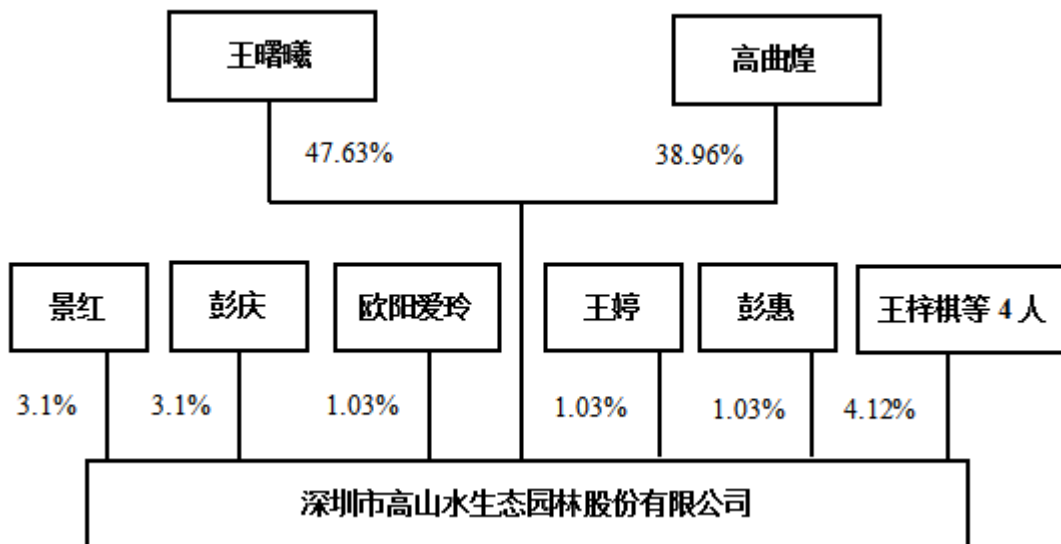 王曙曦
高曲煌
47.63%
38.96%
景红
彭庆
欧阳爱玲
王婷
彭惠
王梓棋等 4 人
3.1%
3.1%
1.03%
1.03%
1.03%
4.12%
深圳市高山水生态园林股份有限公司